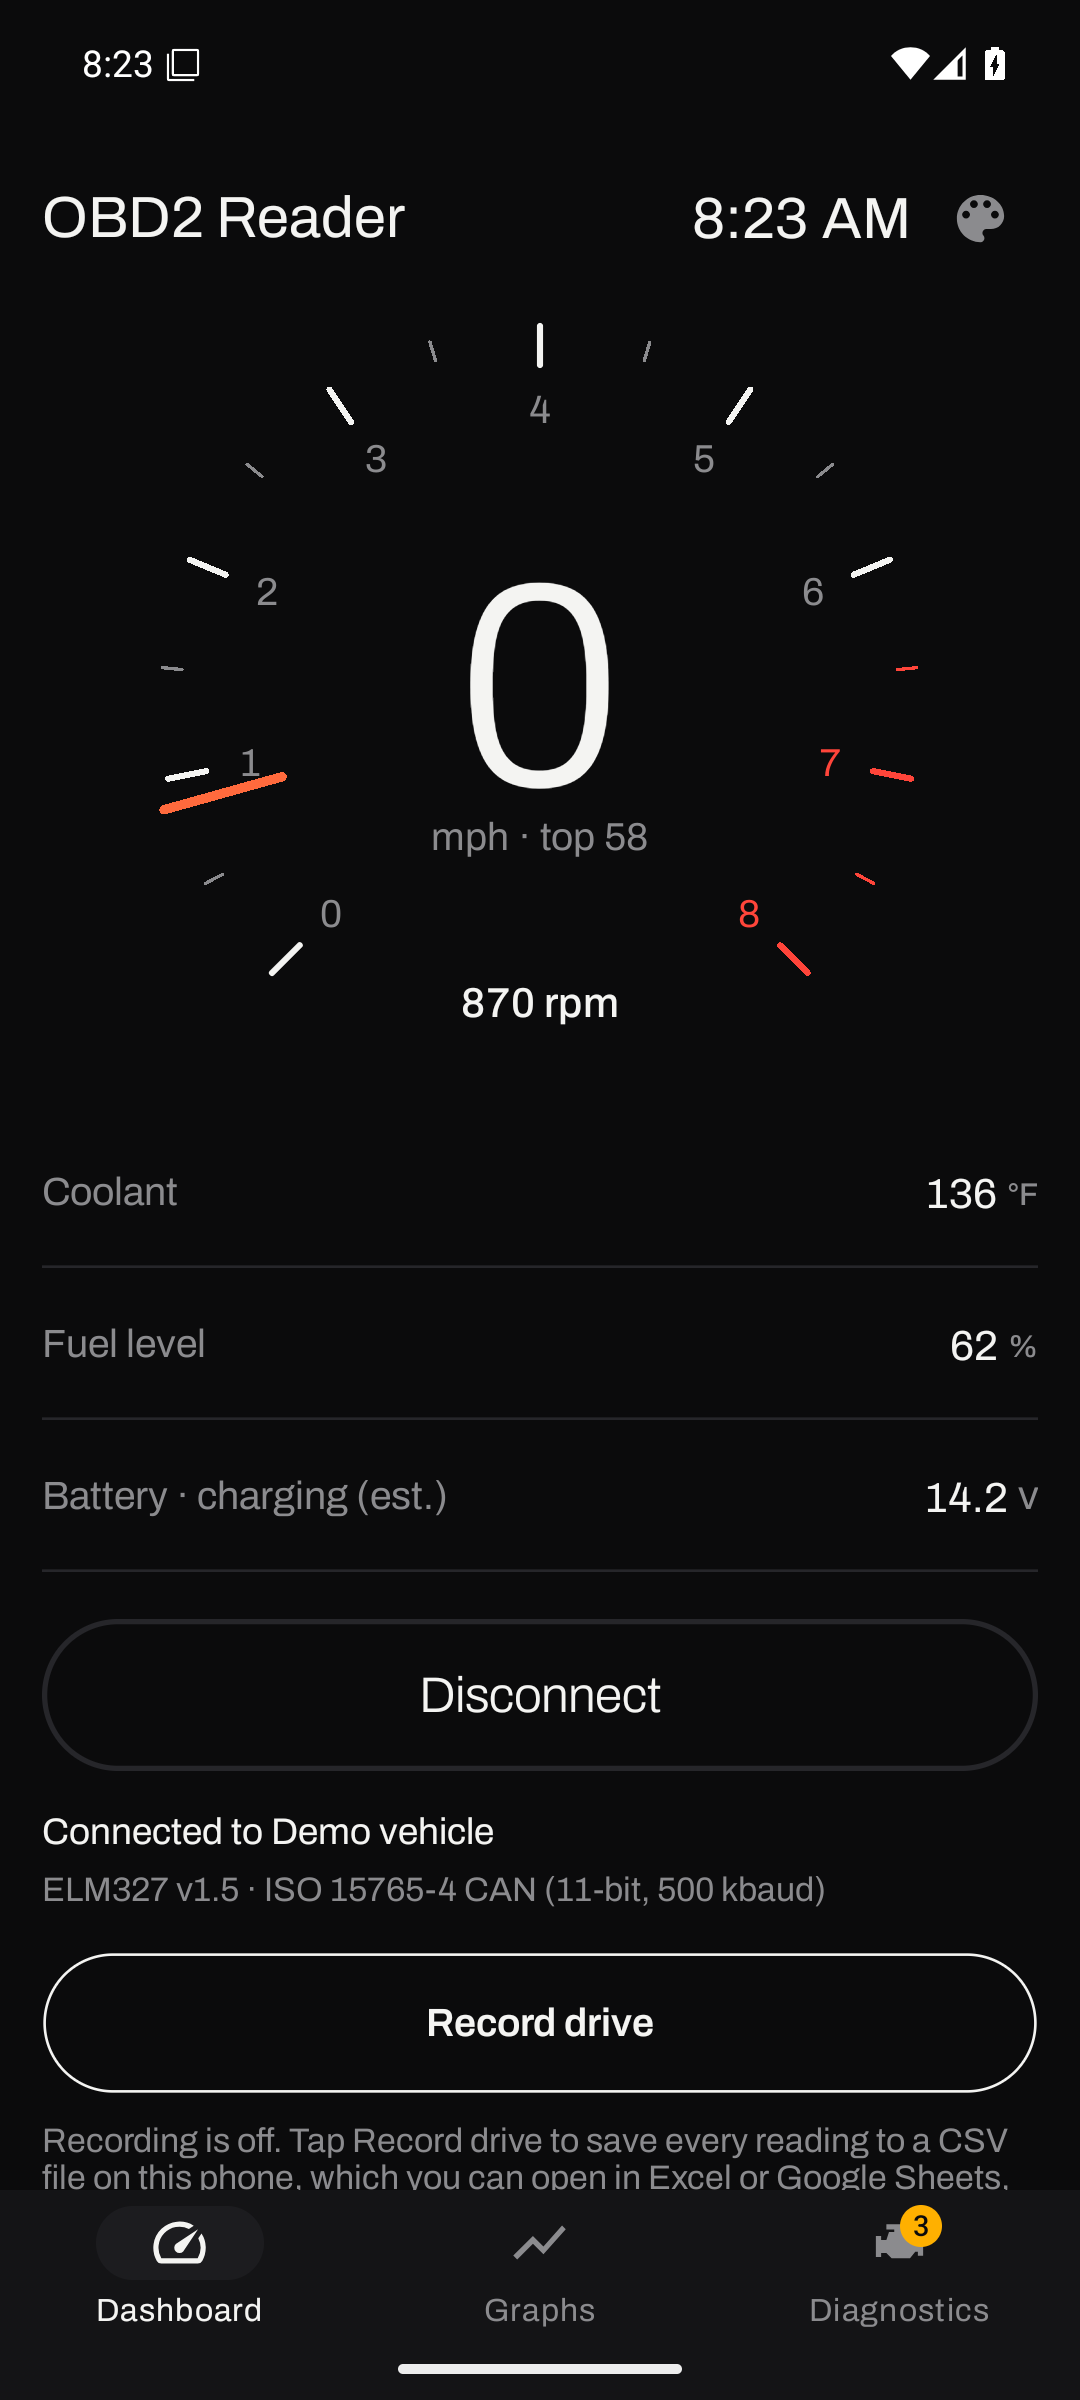 8:23
OBD2 Reader
8:23 AM
4
3
5
2
6
0
1
7
mph · top 58
0
8
870 rpm
Coolant
136 °F
Fuel level
62 %
Battery · charging (est.)
14.2 V
Disconnect
Connected to Demo vehicle
ELM327 v1.5 · ISO 15765-4 CAN (11-bit, 500 kbaud)
Record drive
Recording is off. Tap Record drive to save every reading to a CSV
file on this phone, which you can open in Excel or Google Sheets,
3
Dashboard
Graphs
Diagnostics